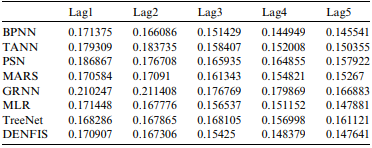 Lag1 Lag2 Lag3 Lag4 Lag5
BPNN 0.171375 0.166086 0.151429 0.144949 0.145541
TANN 0.179309 0.183735 0.158407 0.152008 0.150355
PSN 0.186867 0.176708 0.165935 0.164855 0.157922
MARS 0.170584 0.17091 0.161343 0.154821 0.15267
GRNN 0.210247 0.211408 0.176769 0.179869 0.166883
MLR 0.171448 0.167776 0.156537 0.151152 0.147881
TreeNet 0.168286 0.167865 0.168105 0.156998 0.161121
DENFIS 0.170907 0.167306 0.15425 0.148379 0.147641